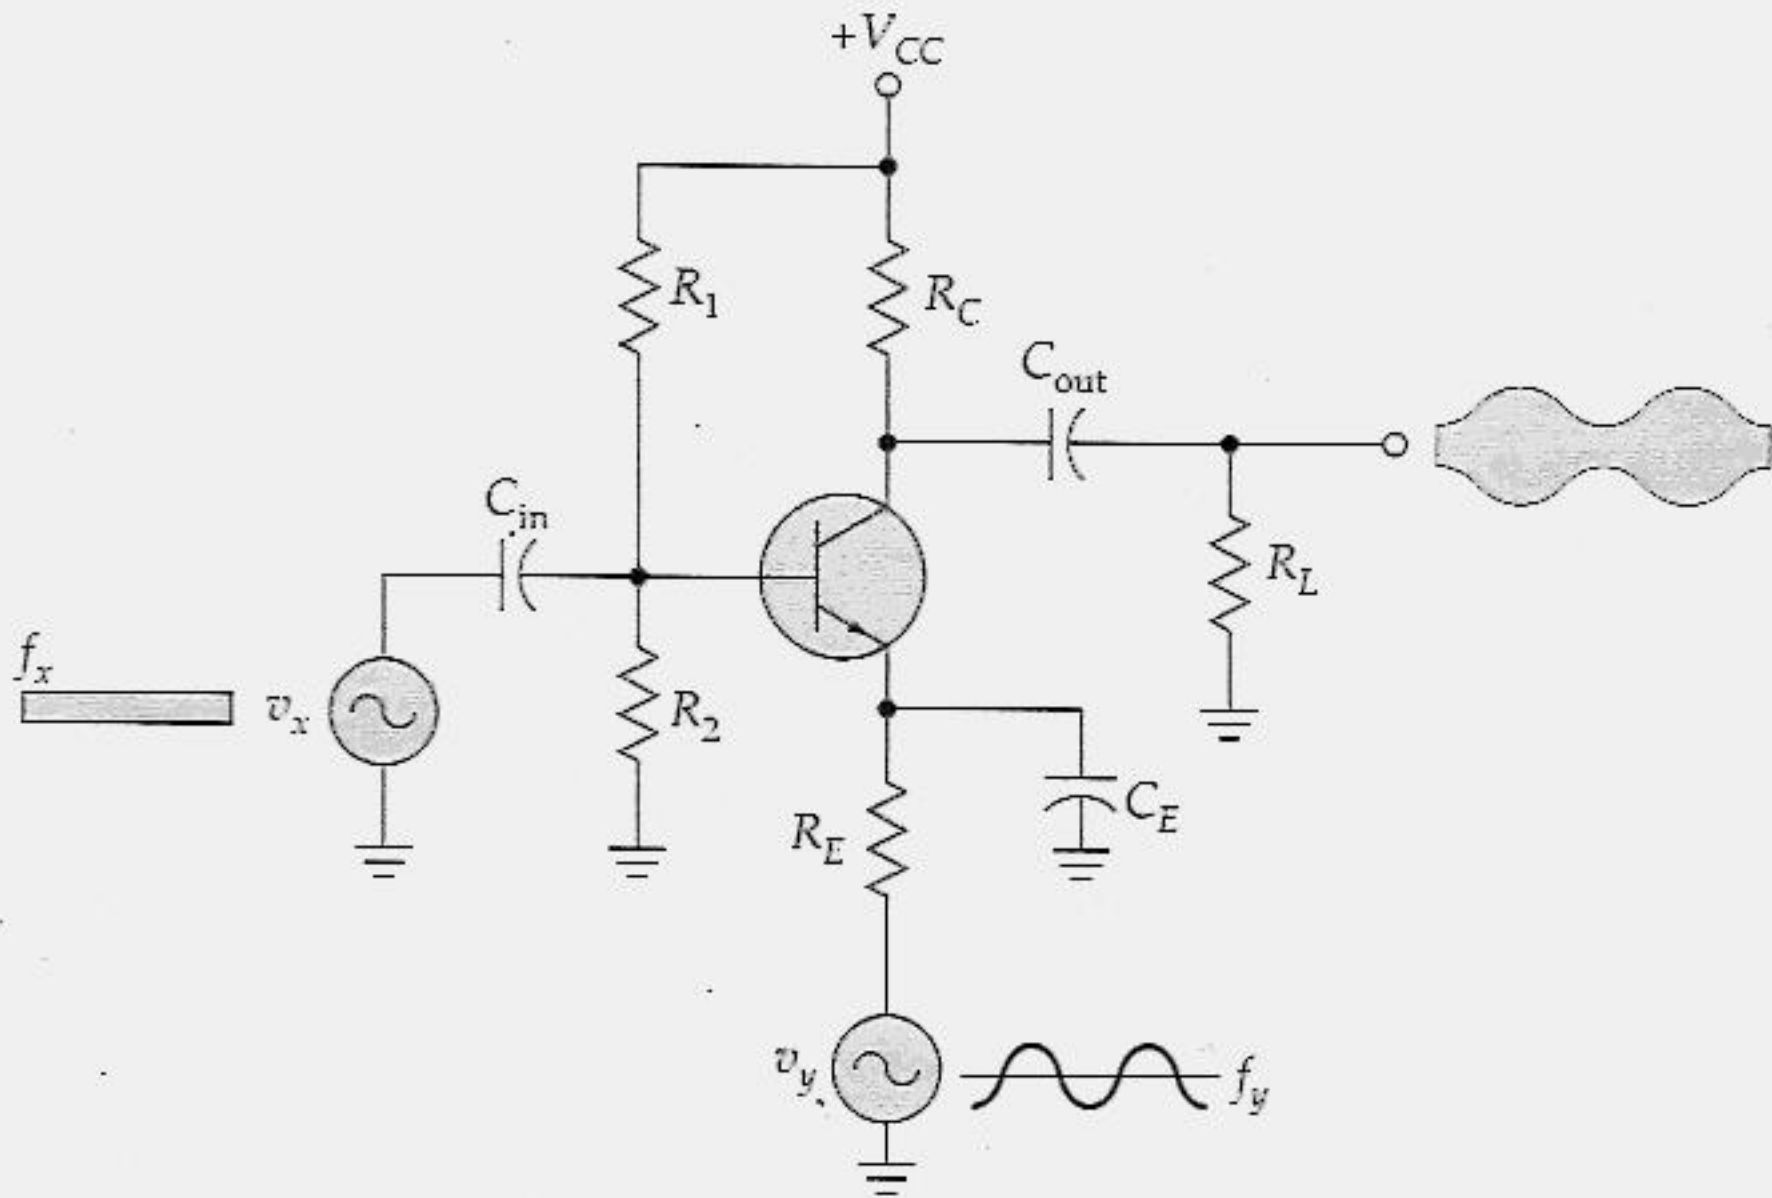 +V_CC
R_1
R_C
C_out
C_in
R_L
f_x
v_x
R_2
C_E
R_E
v_y
f_y